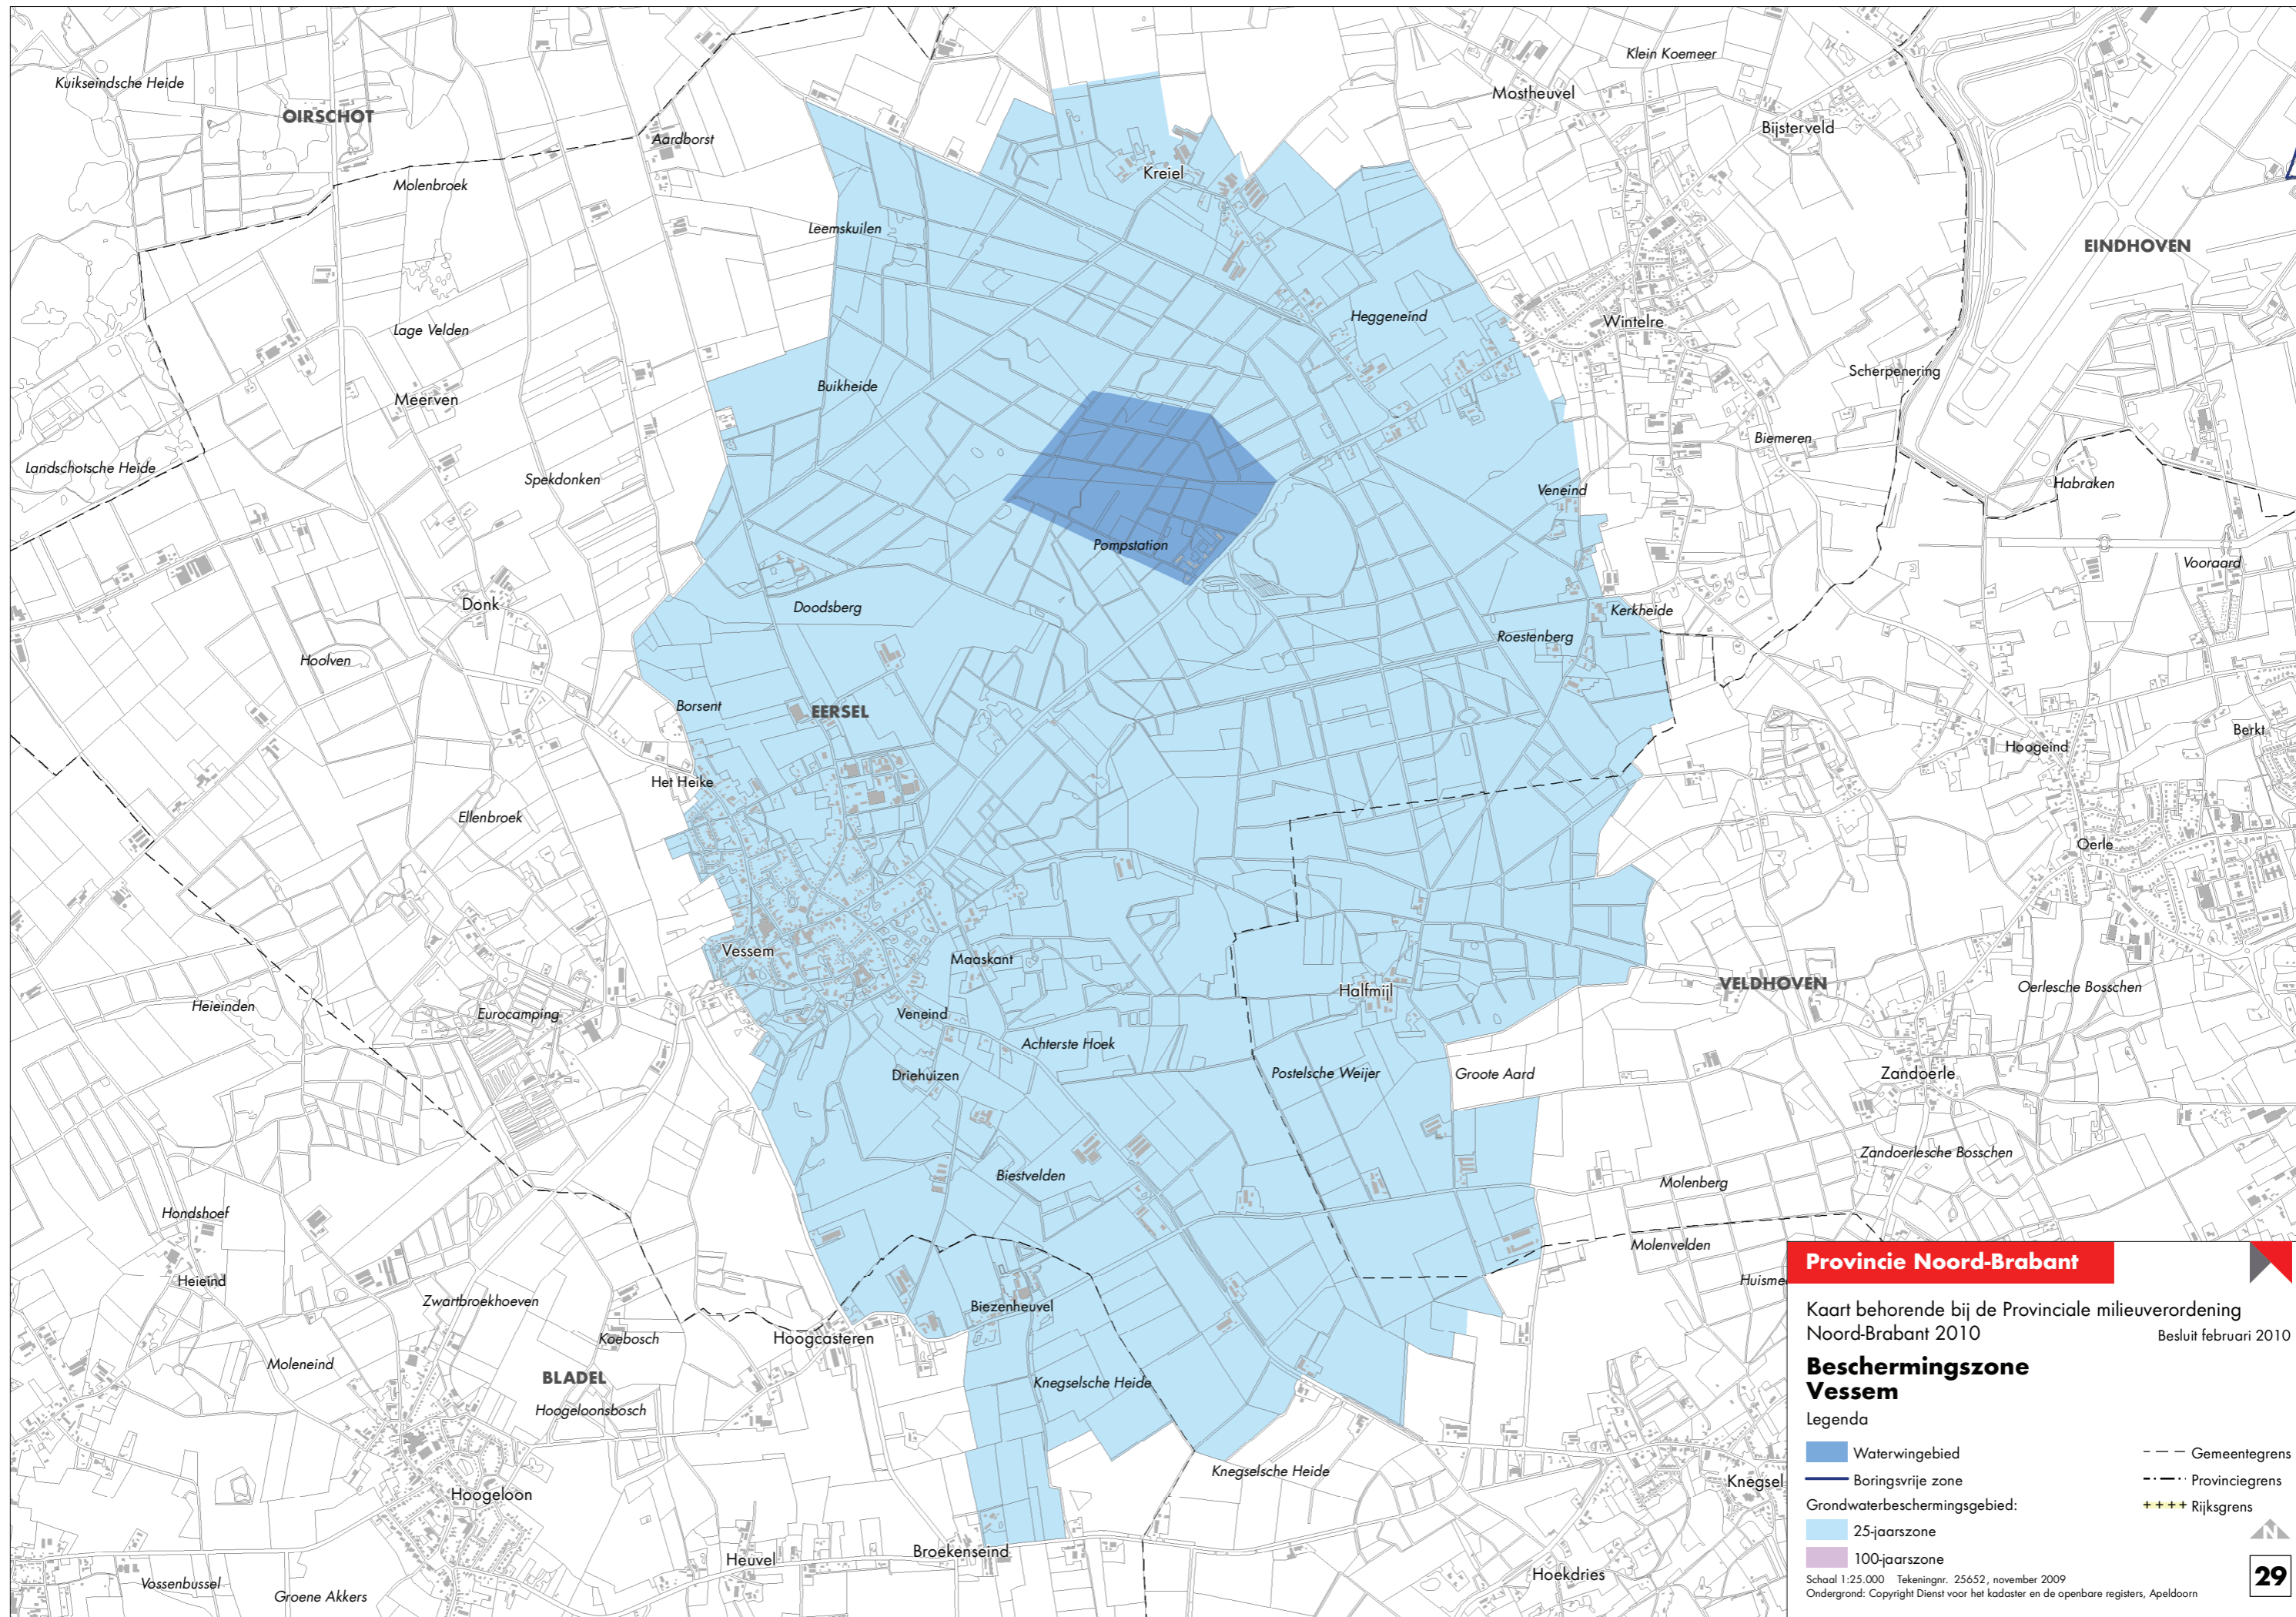 Kuikseindsche Heide
OIRSCHOT
Aardborst
Molenbroek
Leemskuilen
Kreiel
Mostheuvel
Klein Koemeer
Bijsterveld
EINDHOVEN
Lage Velden
Meerven
Buikheide
Heggeneind
Wintelre
Scherpenering
Biemeren
Landschotsche Heide
Spekdonken
Veneind
Habraken
Pompstation
Vooraard
Donk
Doodsberg
Kerkheide
Roestenberg
Hoolven
Borsent
EERSEL
Berkt
Hoogeind
Het Heike
Ellenbroek
Oerle
Vessem
Maaskant
Halfmijl
VELDHOVEN
Oerlesche Bosschen
Heieinden
Eurocamping
Veneind
Achterste Hoek
Driehuizen
Postelsche Weijer
Groote Aard
Zandoerle
Zandoerlesche Bosschen
Biestvelden
Molenberg
Hondshoef
Molenvelden
Heieind
Zwartbroekhoeven
Biezenheuvel
Huisme
Koebosch
Hoogcasteren
Moleneind
BLADEL
Knegselsche Heide
Hoogeloonsbosch
Knegselsche Heide
Knegsel
Hoogeloon
Heuvel
Broekenseind
Hoekdries
Vossenbussel
Groene Akkers
Provincie Noord-Brabant
Kaart behorende bij de Provinciale milieuverordening
Noord-Brabant 2010
Besluit februari 2010
Beschermingszone
Vessem
Legenda
Waterwingebied
Gemeentegrens
Boringsvrije zone
Provinciegrens
Grondwaterbeschermingsgebied:
Rijksgrens
25-jaarszone
100-jaarszone
N
Schaal 1:25.000 Tekeningnr. 25652, november 2009
Ondergrond: Copyright Dienst voor het kadaster en de openbare registers, Apeldoorn
29